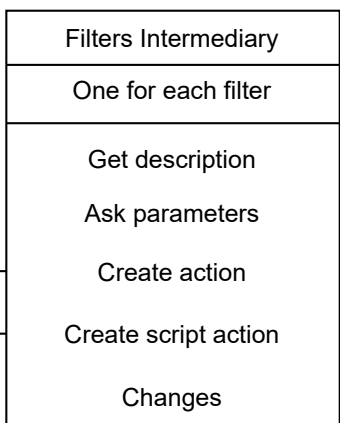 Filters Intermediary
One for each filter
Get description
Ask parameters
Create action
Create script action
Changes